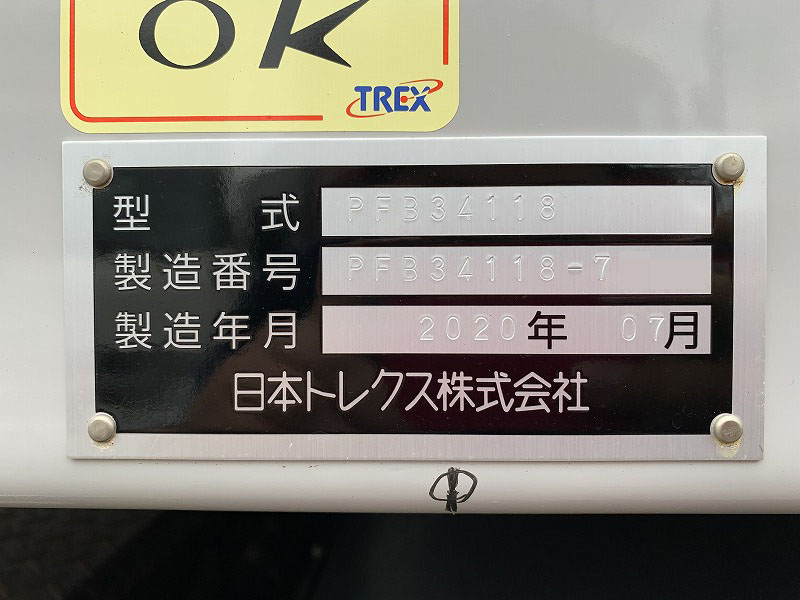 OK
TREX
型式 PFB34118
製造番号 PFB34118-7
製造年月 2020年 07月
日本トレクス株式会社